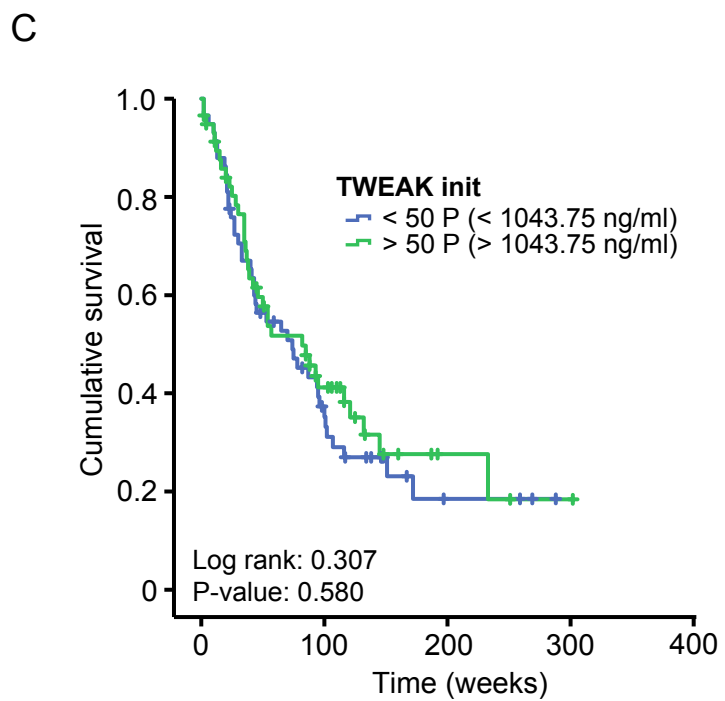 C
Cumulative survival
1.0
0.8
0.6
0.4
0.2
0
TWEAK init
< 50 P (< 1043.75 ng/ml)
> 50 P (> 1043.75 ng/ml)
Log rank: 0.307
P-value: 0.580
0 100 200 300 400
Time (weeks)